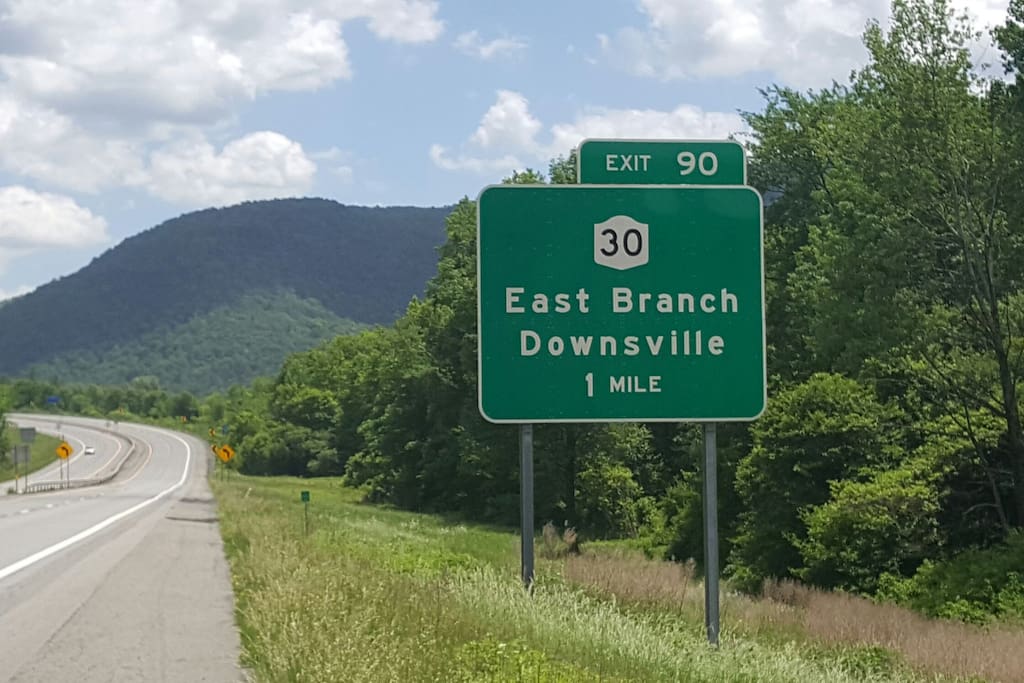 EXIT 90
30
East Branch
Downsville
1 MILE